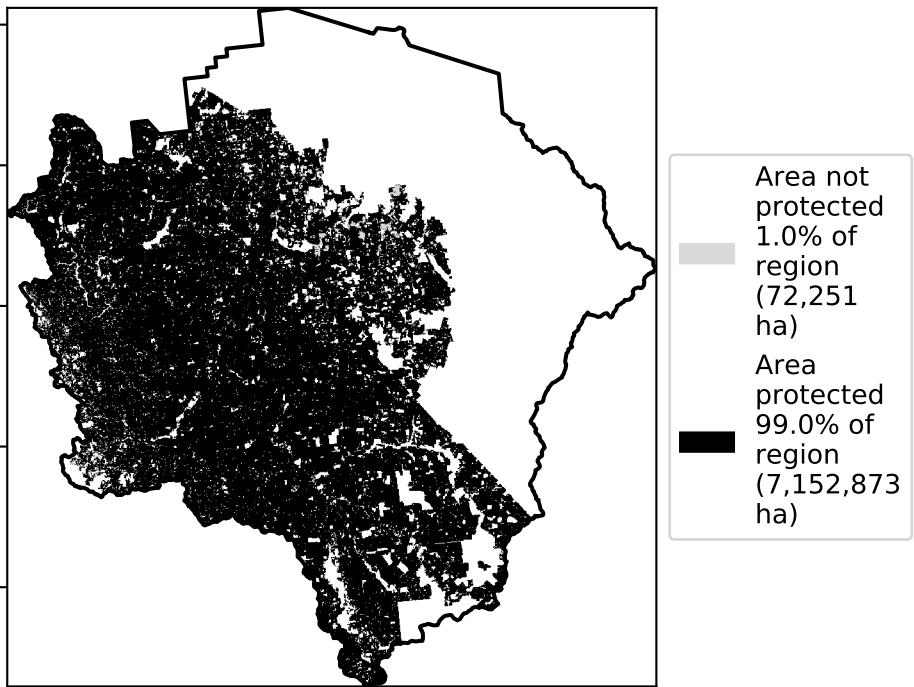 Area not
protected
1.0% of
region
(72,251
ha)
Area
protected
99.0% of
region
(7,152,873
ha)